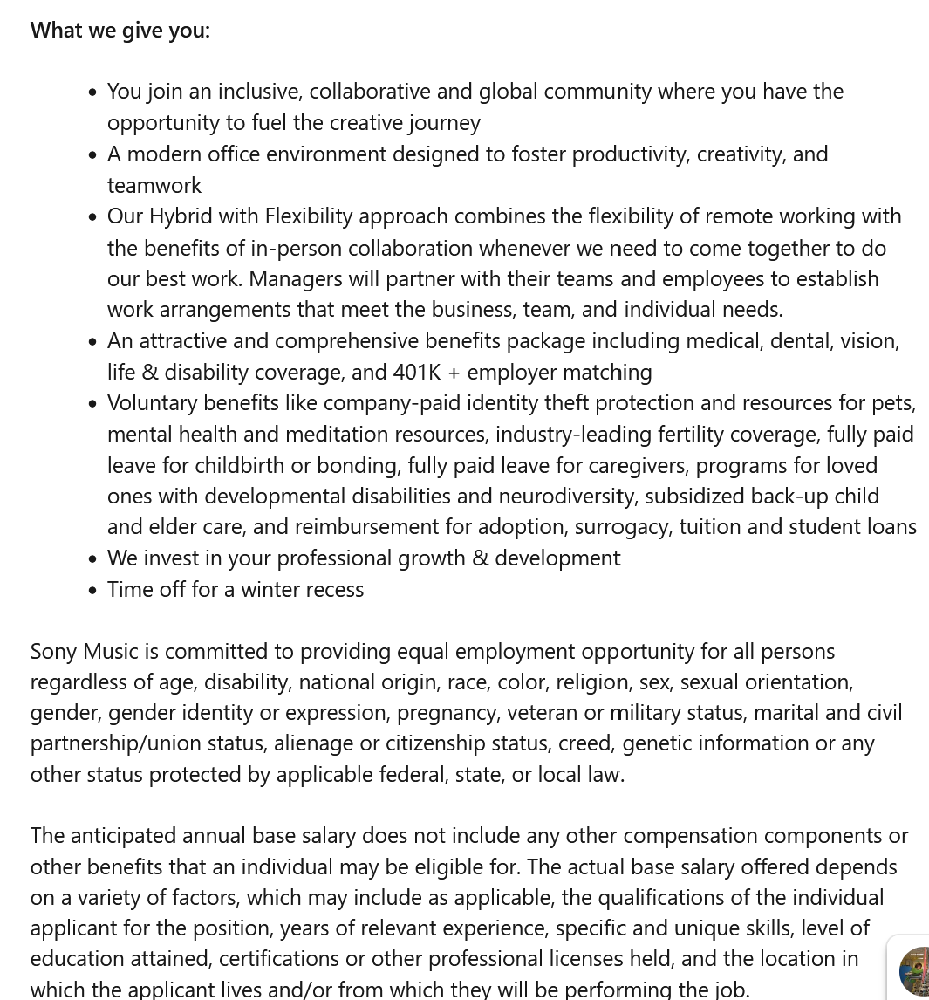 What we give you:
• You join an inclusive, collaborative and global community where you have the
opportunity to fuel the creative journey
• A modern office environment designed to foster productivity, creativity, and
teamwork
• Our Hybrid with Flexibility approach combines the flexibility of remote working with
the benefits of in-person collaboration whenever we need to come together to do
our best work. Managers will partner with their teams and employees to establish
work arrangements that meet the business, team, and individual needs.
• An attractive and comprehensive benefits package including medical, dental, vision,
life & disability coverage, and 401K + employer matching
• Voluntary benefits like company-paid identity theft protection and resources for pets,
mental health and meditation resources, industry-leading fertility coverage, fully paid
leave for childbirth or bonding, fully paid leave for caregivers, programs for loved
ones with developmental disabilities and neurodiversity, subsidized back-up child
and elder care, and reimbursement for adoption, surrogacy, tuition and student loans
• We invest in your professional growth & development
• Time off for a winter recess
Sony Music is committed to providing equal employment opportunity for all persons
regardless of age, disability, national origin, race, color, religion, sex, sexual orientation,
gender, gender identity or expression, pregnancy, veteran or military status, marital and civil
partnership/union status, alienage or citizenship status, creed, genetic information or any
other status protected by applicable federal, state, or local law.
The anticipated annual base salary does not include any other compensation components or
other benefits that an individual may be eligible for. The actual base salary offered depends
on a variety of factors, which may include as applicable, the qualifications of the individual
applicant for the position, years of relevant experience, specific and unique skills, level of
education attained, certifications or other professional licenses held, and the location in
which the applicant lives and/or from which they will be performing the job.